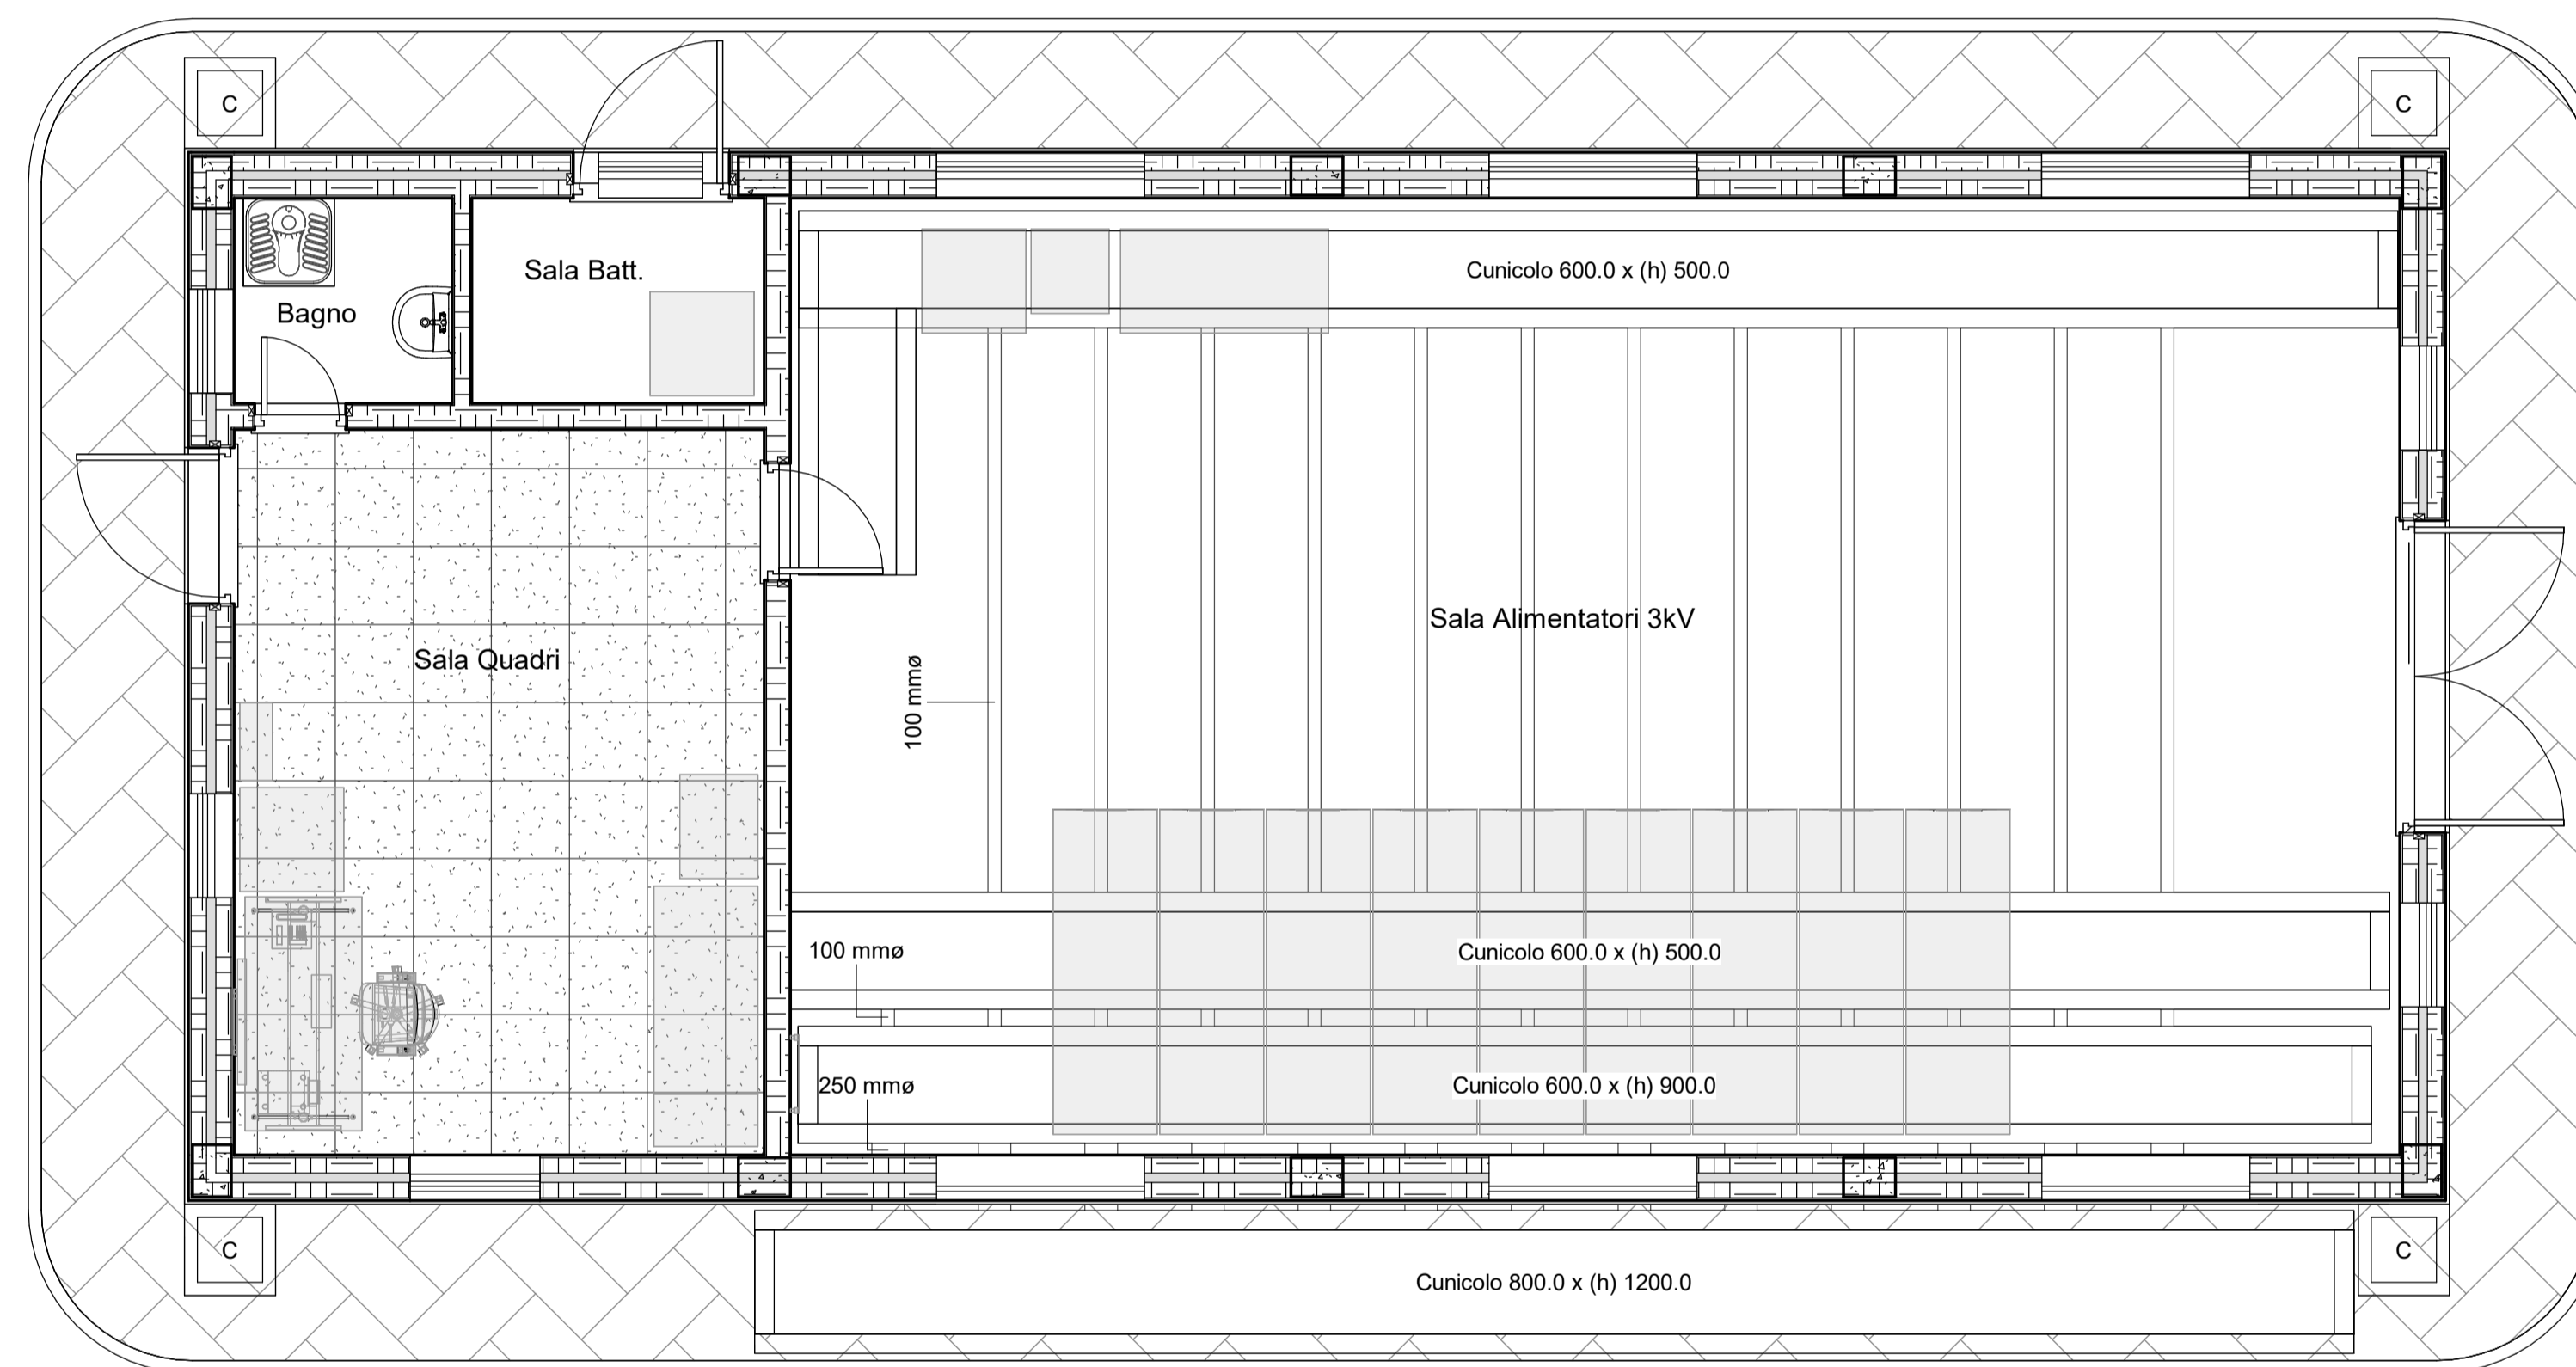 C
C
Sala Batt.
Cunicolo 600.0 x (h) 500.0
Bagno
Sala Alimentatori 3kV
Sala Quadri
100 mmø
100 mmø
Cunicolo 600.0 x (h) 500.0
250 mmø
Cunicolo 600.0 x (h) 900.0
C
C
Cunicolo 800.0 x (h) 1200.0